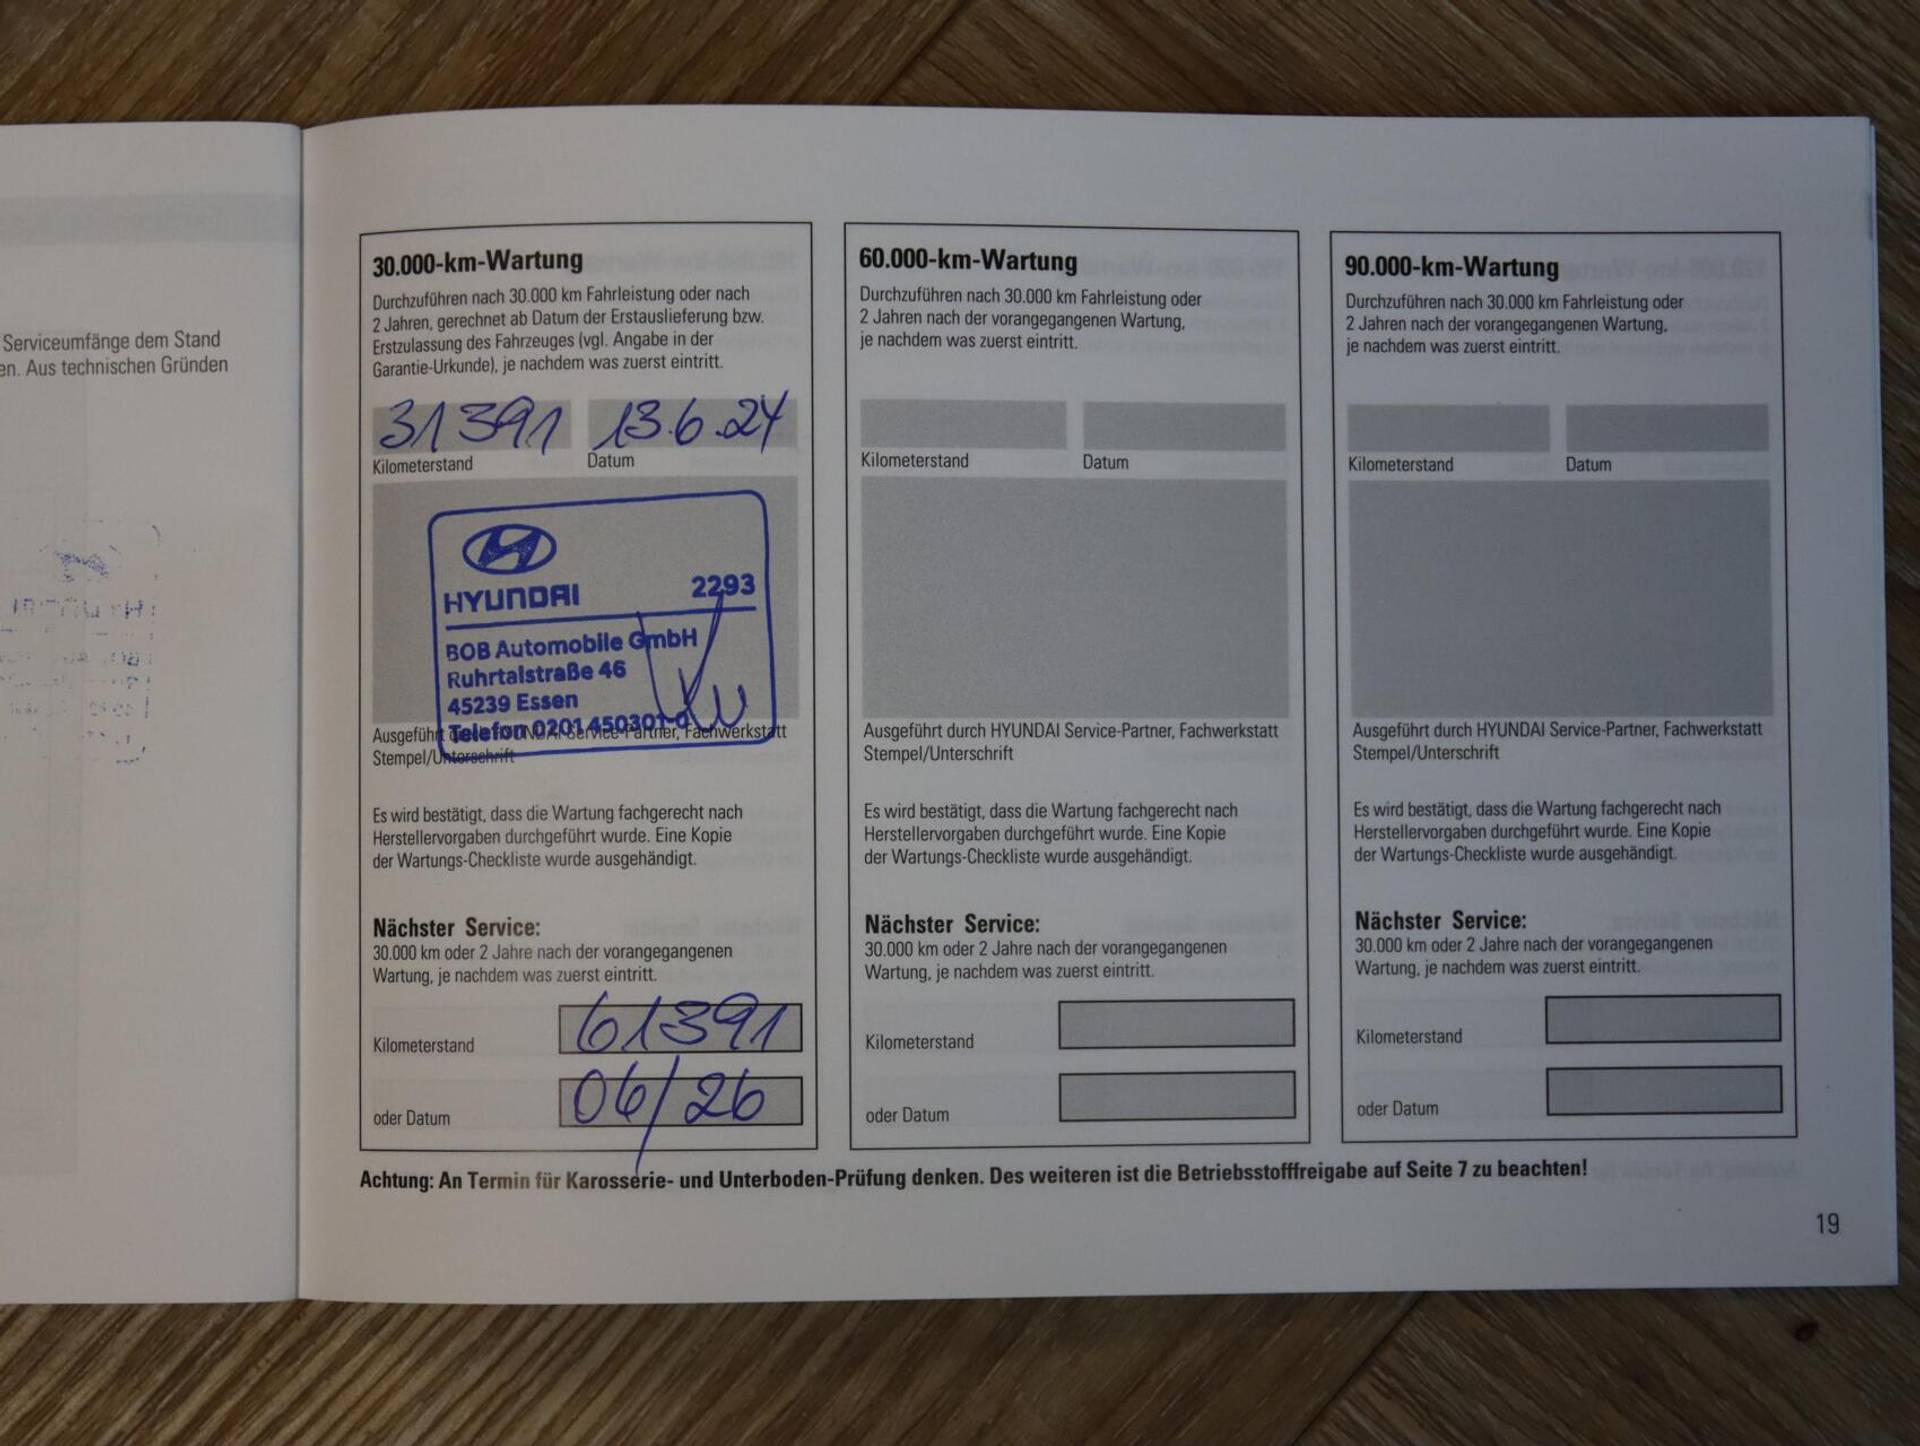 Serviceumfänge dem Stand
en. Aus technischen Gründen
30.000-km-Wartung
Durchzuführen nach 30.000 km Fahrleistung oder nach
2 Jahren, gerechnet ab Datum der Erstauslieferung bzw.
Erstzulassung des Fahrzeuges (vgl. Angabe in der
Garantie-Urkunde), je nachdem was zuerst eintritt.
31391 13.6.24
Kilometerstand Datum
HYUNDAI 2293
BOB Automobile GmbH
Ruhrtalstraße 46
45239 Essen
Telefon 0201 450301-0
Ausgeführt durch HYUNDAI Service-Partner, Fachwerkstatt
Stempel/Unterschrift
Es wird bestätigt, dass die Wartung fachgerecht nach
Herstellervorgaben durchgeführt wurde. Eine Kopie
der Wartungs-Checkliste wurde ausgehändigt.
Nächster Service:
30.000 km oder 2 Jahre nach der vorangegangenen
Wartung, je nachdem was zuerst eintritt.
Kilometerstand 61391
oder Datum 06/26
60.000-km-Wartung
Durchzuführen nach 30.000 km Fahrleistung oder
2 Jahren nach der vorangegangenen Wartung,
je nachdem was zuerst eintritt.
Kilometerstand Datum
Ausgeführt durch HYUNDAI Service-Partner, Fachwerkstatt
Stempel/Unterschrift
Es wird bestätigt, dass die Wartung fachgerecht nach
Herstellervorgaben durchgeführt wurde. Eine Kopie
der Wartungs-Checkliste wurde ausgehändigt.
Nächster Service:
30.000 km oder 2 Jahre nach der vorangegangenen
Wartung, je nachdem was zuerst eintritt.
Kilometerstand
oder Datum
90.000-km-Wartung
Durchzuführen nach 30.000 km Fahrleistung oder
2 Jahren nach der vorangegangenen Wartung,
je nachdem was zuerst eintritt.
Kilometerstand Datum
Ausgeführt durch HYUNDAI Service-Partner, Fachwerkstatt
Stempel/Unterschrift
Es wird bestätigt, dass die Wartung fachgerecht nach
Herstellervorgaben durchgeführt wurde. Eine Kopie
der Wartungs-Checkliste wurde ausgehändigt.
Nächster Service:
30.000 km oder 2 Jahre nach der vorangegangenen
Wartung, je nachdem was zuerst eintritt.
Kilometerstand
oder Datum
Achtung: An Termin für Karosserie- und Unterboden-Prüfung denken. Des weiteren ist die Betriebsstofffreigabe auf Seite 7 zu beachten!
19